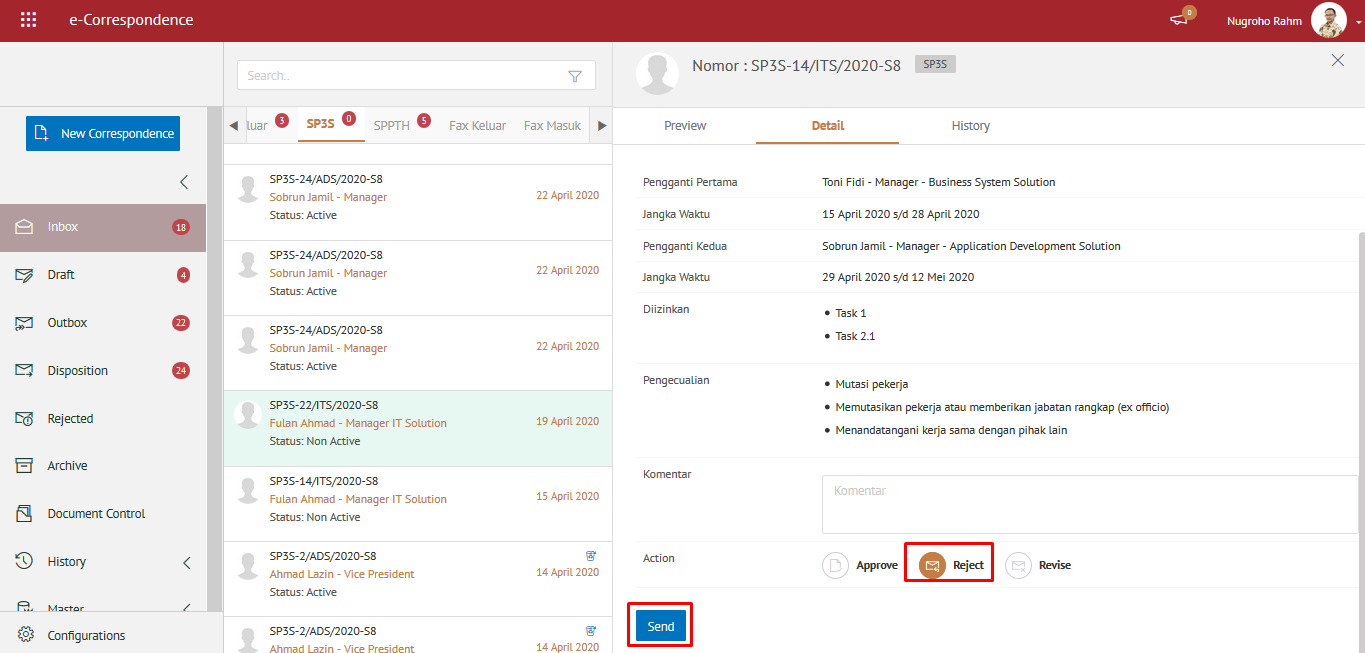 e-Correspondence
0
Nugroho Rahm
New Correspondence
Inbox 18
Draft 4
Outbox 22
Disposition 24
Rejected
Archive
Document Control
History
Master
Configurations
Search..
luar 3 SP3S 0 SPPTH 5 Fax Keluar Fax Masuk
SP3S-24/ADS/2020-S8
Sobrun Jamil - Manager 22 April 2020
Status: Active
SP3S-24/ADS/2020-S8
Sobrun Jamil - Manager 22 April 2020
Status: Active
SP3S-24/ADS/2020-S8
Sobrun Jamil - Manager 22 April 2020
Status: Active
SP3S-22/ITS/2020-S8
Fulan Ahmad - Manager IT Solution 19 April 2020
Status: Non Active
SP3S-14/ITS/2020-S8
Fulan Ahmad - Manager IT Solution 15 April 2020
Status: Non Active
SP3S-2/ADS/2020-S8
Ahmad Lazin - Vice President 14 April 2020
Status: Active
SP3S-2/ADS/2020-S8
Ahmad Lazin - Vice President 14 April 2020
Nomor : SP3S-14/ITS/2020-S8 SP3S
Preview Detail History
Pengganti Pertama Toni Fidi - Manager - Business System Solution
Jangka Waktu 15 April 2020 s/d 28 April 2020
Pengganti Kedua Sobrun Jamil - Manager - Application Development Solution
Jangka Waktu 29 April 2020 s/d 12 Mei 2020
Diizinkan • Task 1
• Task 2.1
Pengecualian • Mutasi pekerja
• Memutasikan pekerja atau memberikan jabatan rangkap (ex officio)
• Menandatangani kerja sama dengan pihak lain
Komentar
Komentar
Action Approve Reject Revise
Send